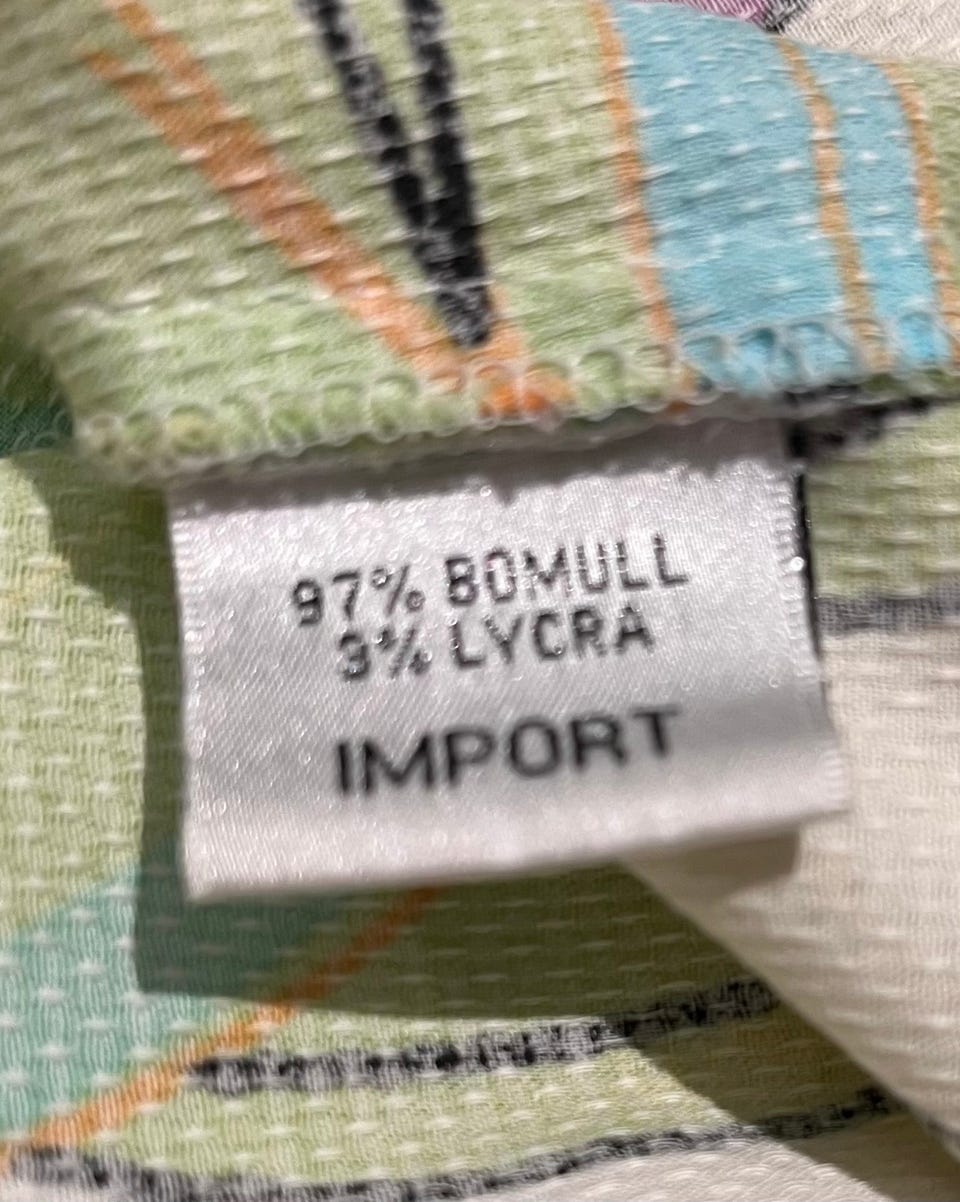 97% BOMULL
3% LYCRA
IMPORT